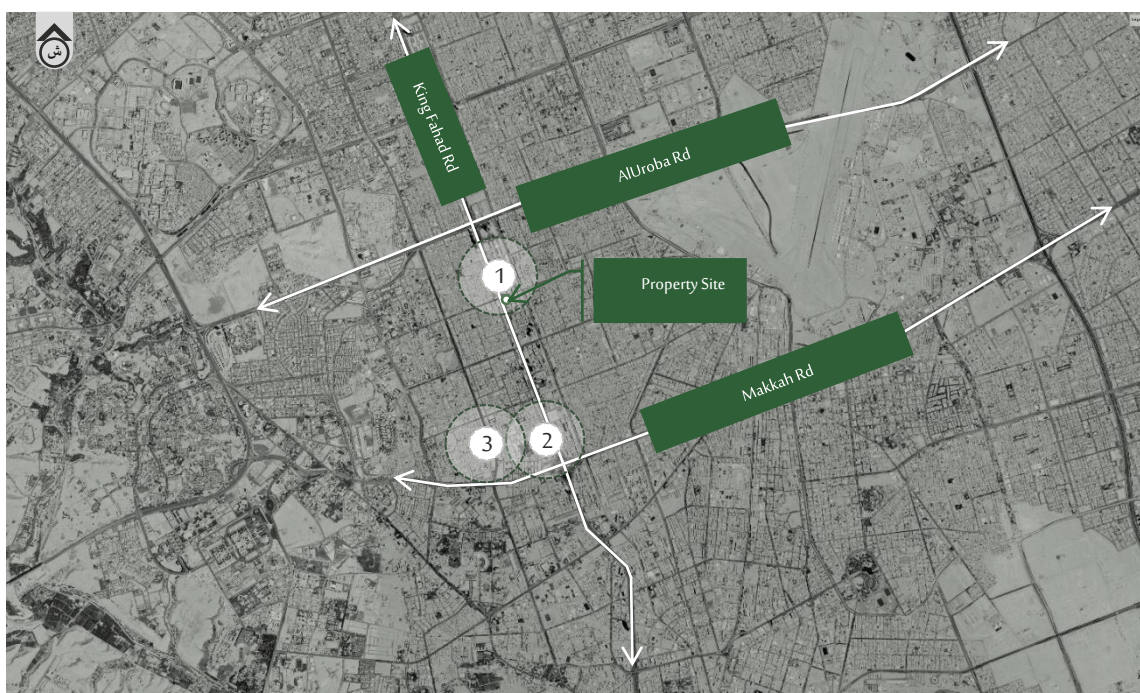 ش
King Fahad Rd
AlUroba Rd
1
Property Site
Makkah Rd
3
2